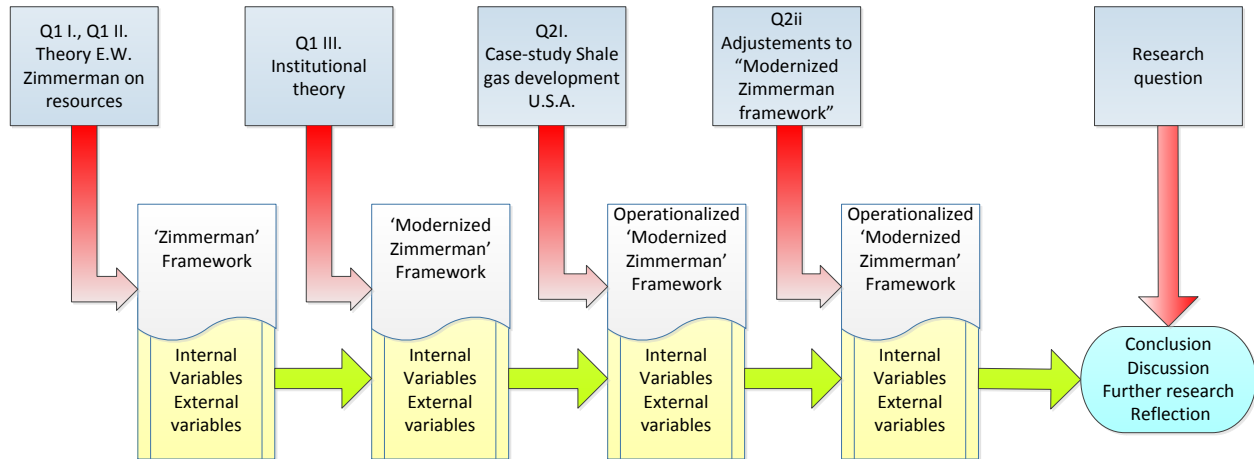 Q1 I., Q1 II.
Theory E.W.
Zimmerman on
resources
Q1 III.
Institutional
theory
Q2I.
Case-study Shale
gas development
U.S.A.
Q2ii
Adjustements to
“Modernized
Zimmerman
framework”
Research
question
‘Zimmerman’
Framework
‘Modernized
Zimmerman’
Framework
Operationalized
‘Modernized
Zimmerman’
Framework
Operationalized
‘Modernized
Zimmerman’
Framework
Internal
Variables
External
variables
Internal
Variables
External
variables
Internal
Variables
External
variables
Internal
Variables
External
variables
Conclusion
Discussion
Further research
Reflection